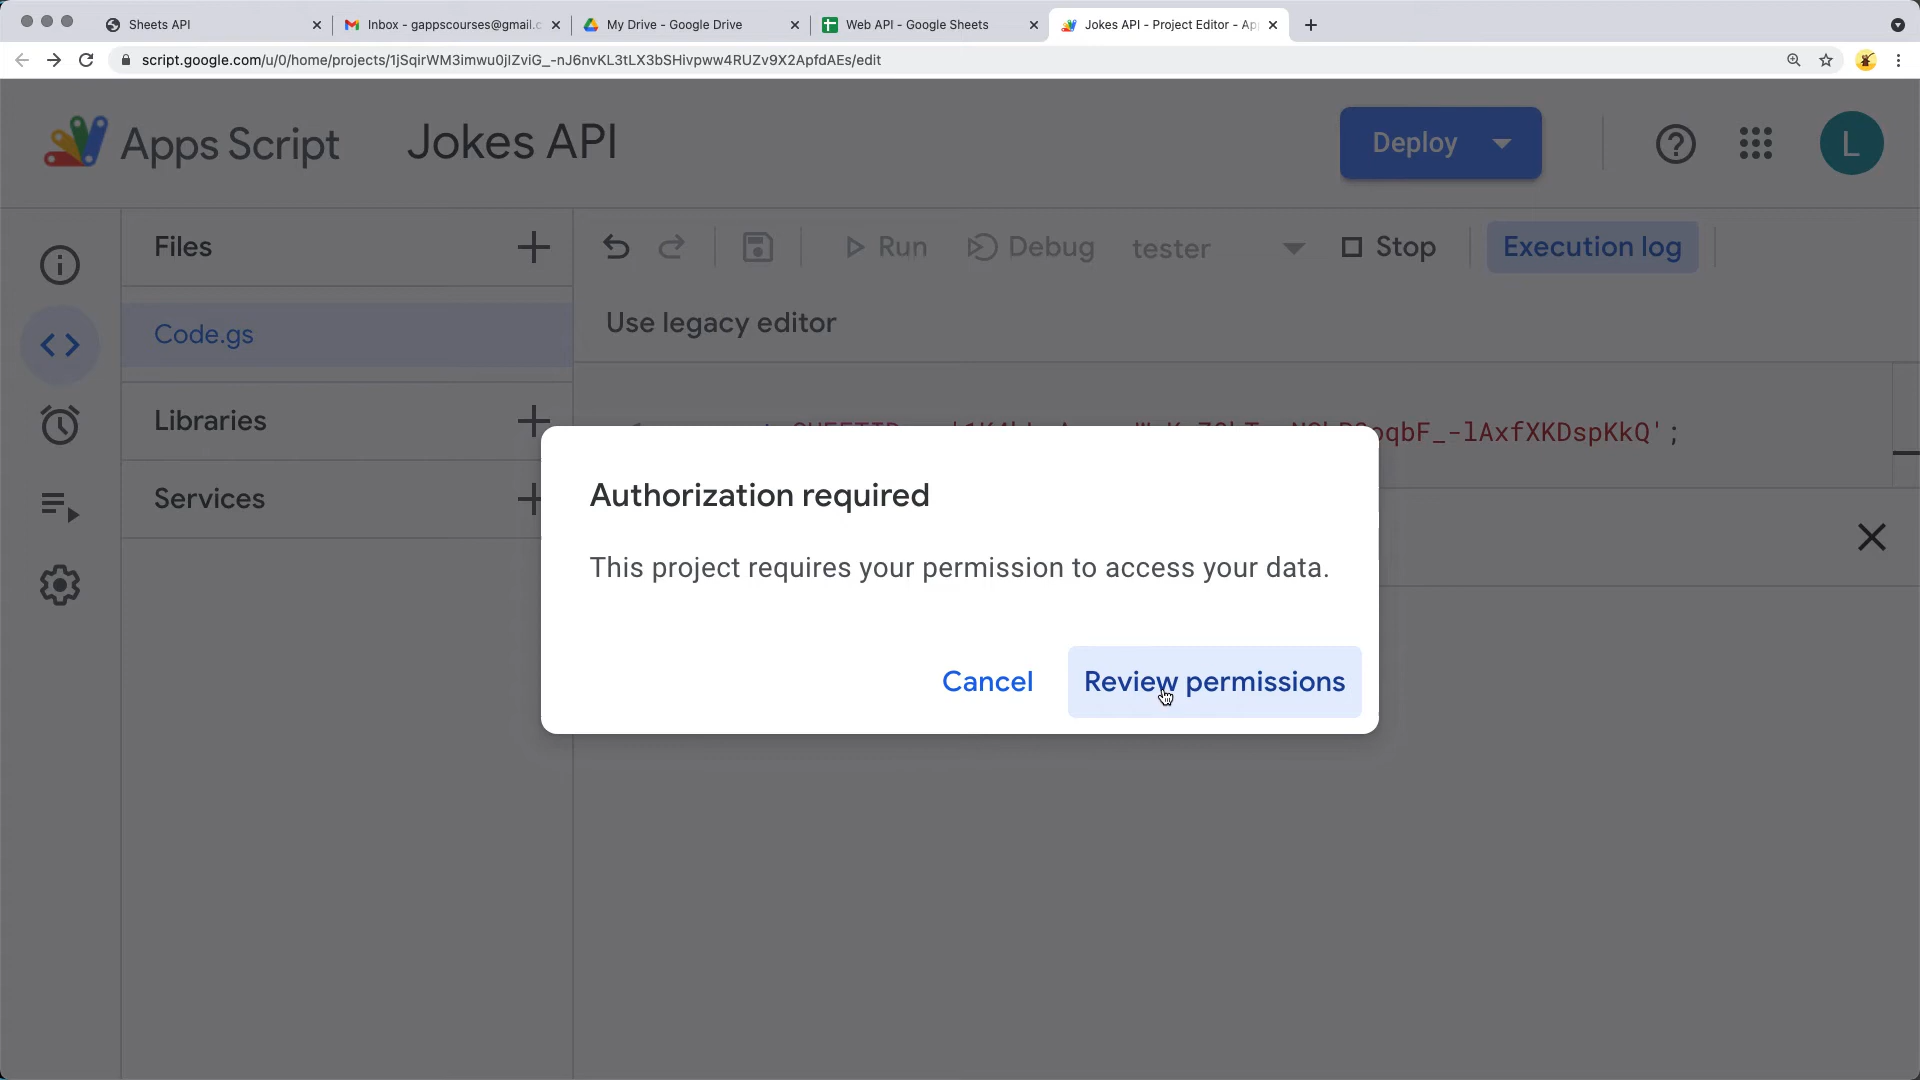 Sheets API
Inbox - gappscourses@gmail.c
My Drive - Google Drive
Web API - Google Sheets
Jokes API - Project Editor - Ap
script.google.com/u/0/home/projects/1jSqirWM3imwu0jIZviG_-nJ6nvKL3tLX3bSHivpww4RUZv9X2ApfdAEs/edit
Apps Script
Jokes API
Deploy
L
Files
Run
Debug
tester
Stop
Execution log
Code.gs
Use legacy editor
Libraries
oqbF_-lAxfXKDspKkQ';
Services
Authorization required
This project requires your permission to access your data.
Cancel
Review permissions